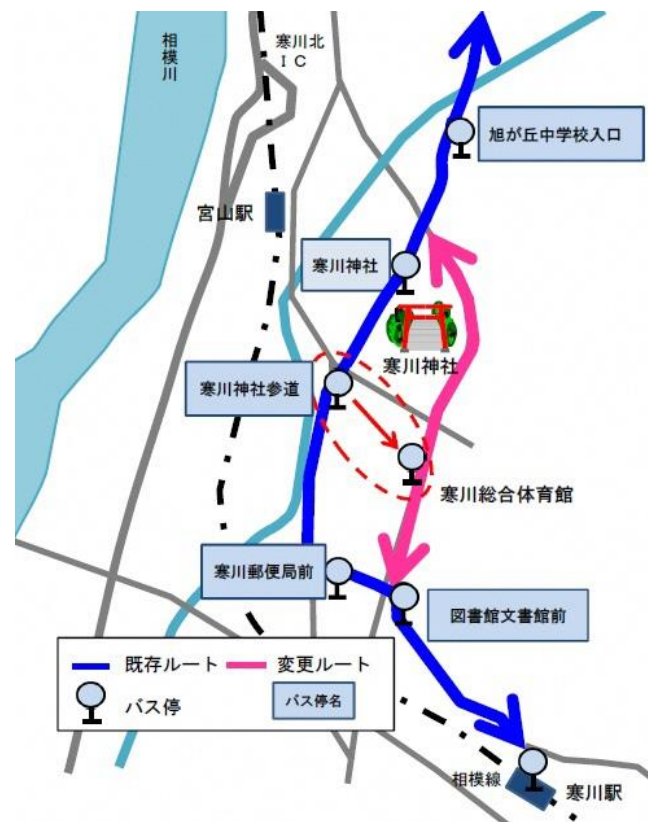 相模川
寒川北
ＩＣ
旭が丘中学校入口
宮山駅
寒川神社
寒川神社
寒川神社参道
寒川総合体育館
寒川郵便局前
図書館文書館前
既存ルート
変更ルート
バス停
バス停名
相模線
寒川駅